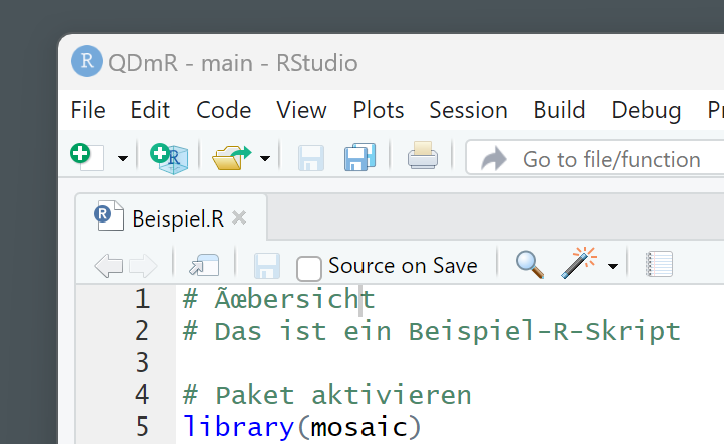 R QDmR - main - RStudio
File Edit Code View Plots Session Build Debug Pr
R Go to file/function
R Beispiel.R
Source on Save
1 # Ãœbersicht
2 # Das ist ein Beispiel-R-Skript
3
4 # Paket aktivieren
5 library(mosaic)